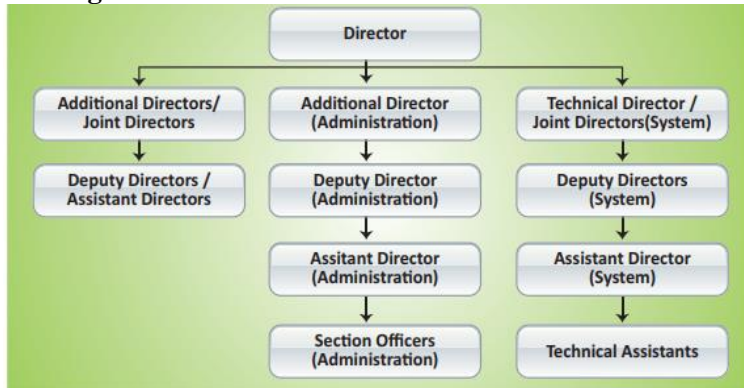 Director
Additional Directors/
Joint Directors
Additional Director
(Administration)
Technical Director /
Joint Directors(System)
Deputy Directors /
Assistant Directors
Deputy Director
(Administration)
Deputy Directors
(System)
Assitant Director
(Administration)
Assistant Director
(System)
Section Officers
(Administration)
Technical Assistants